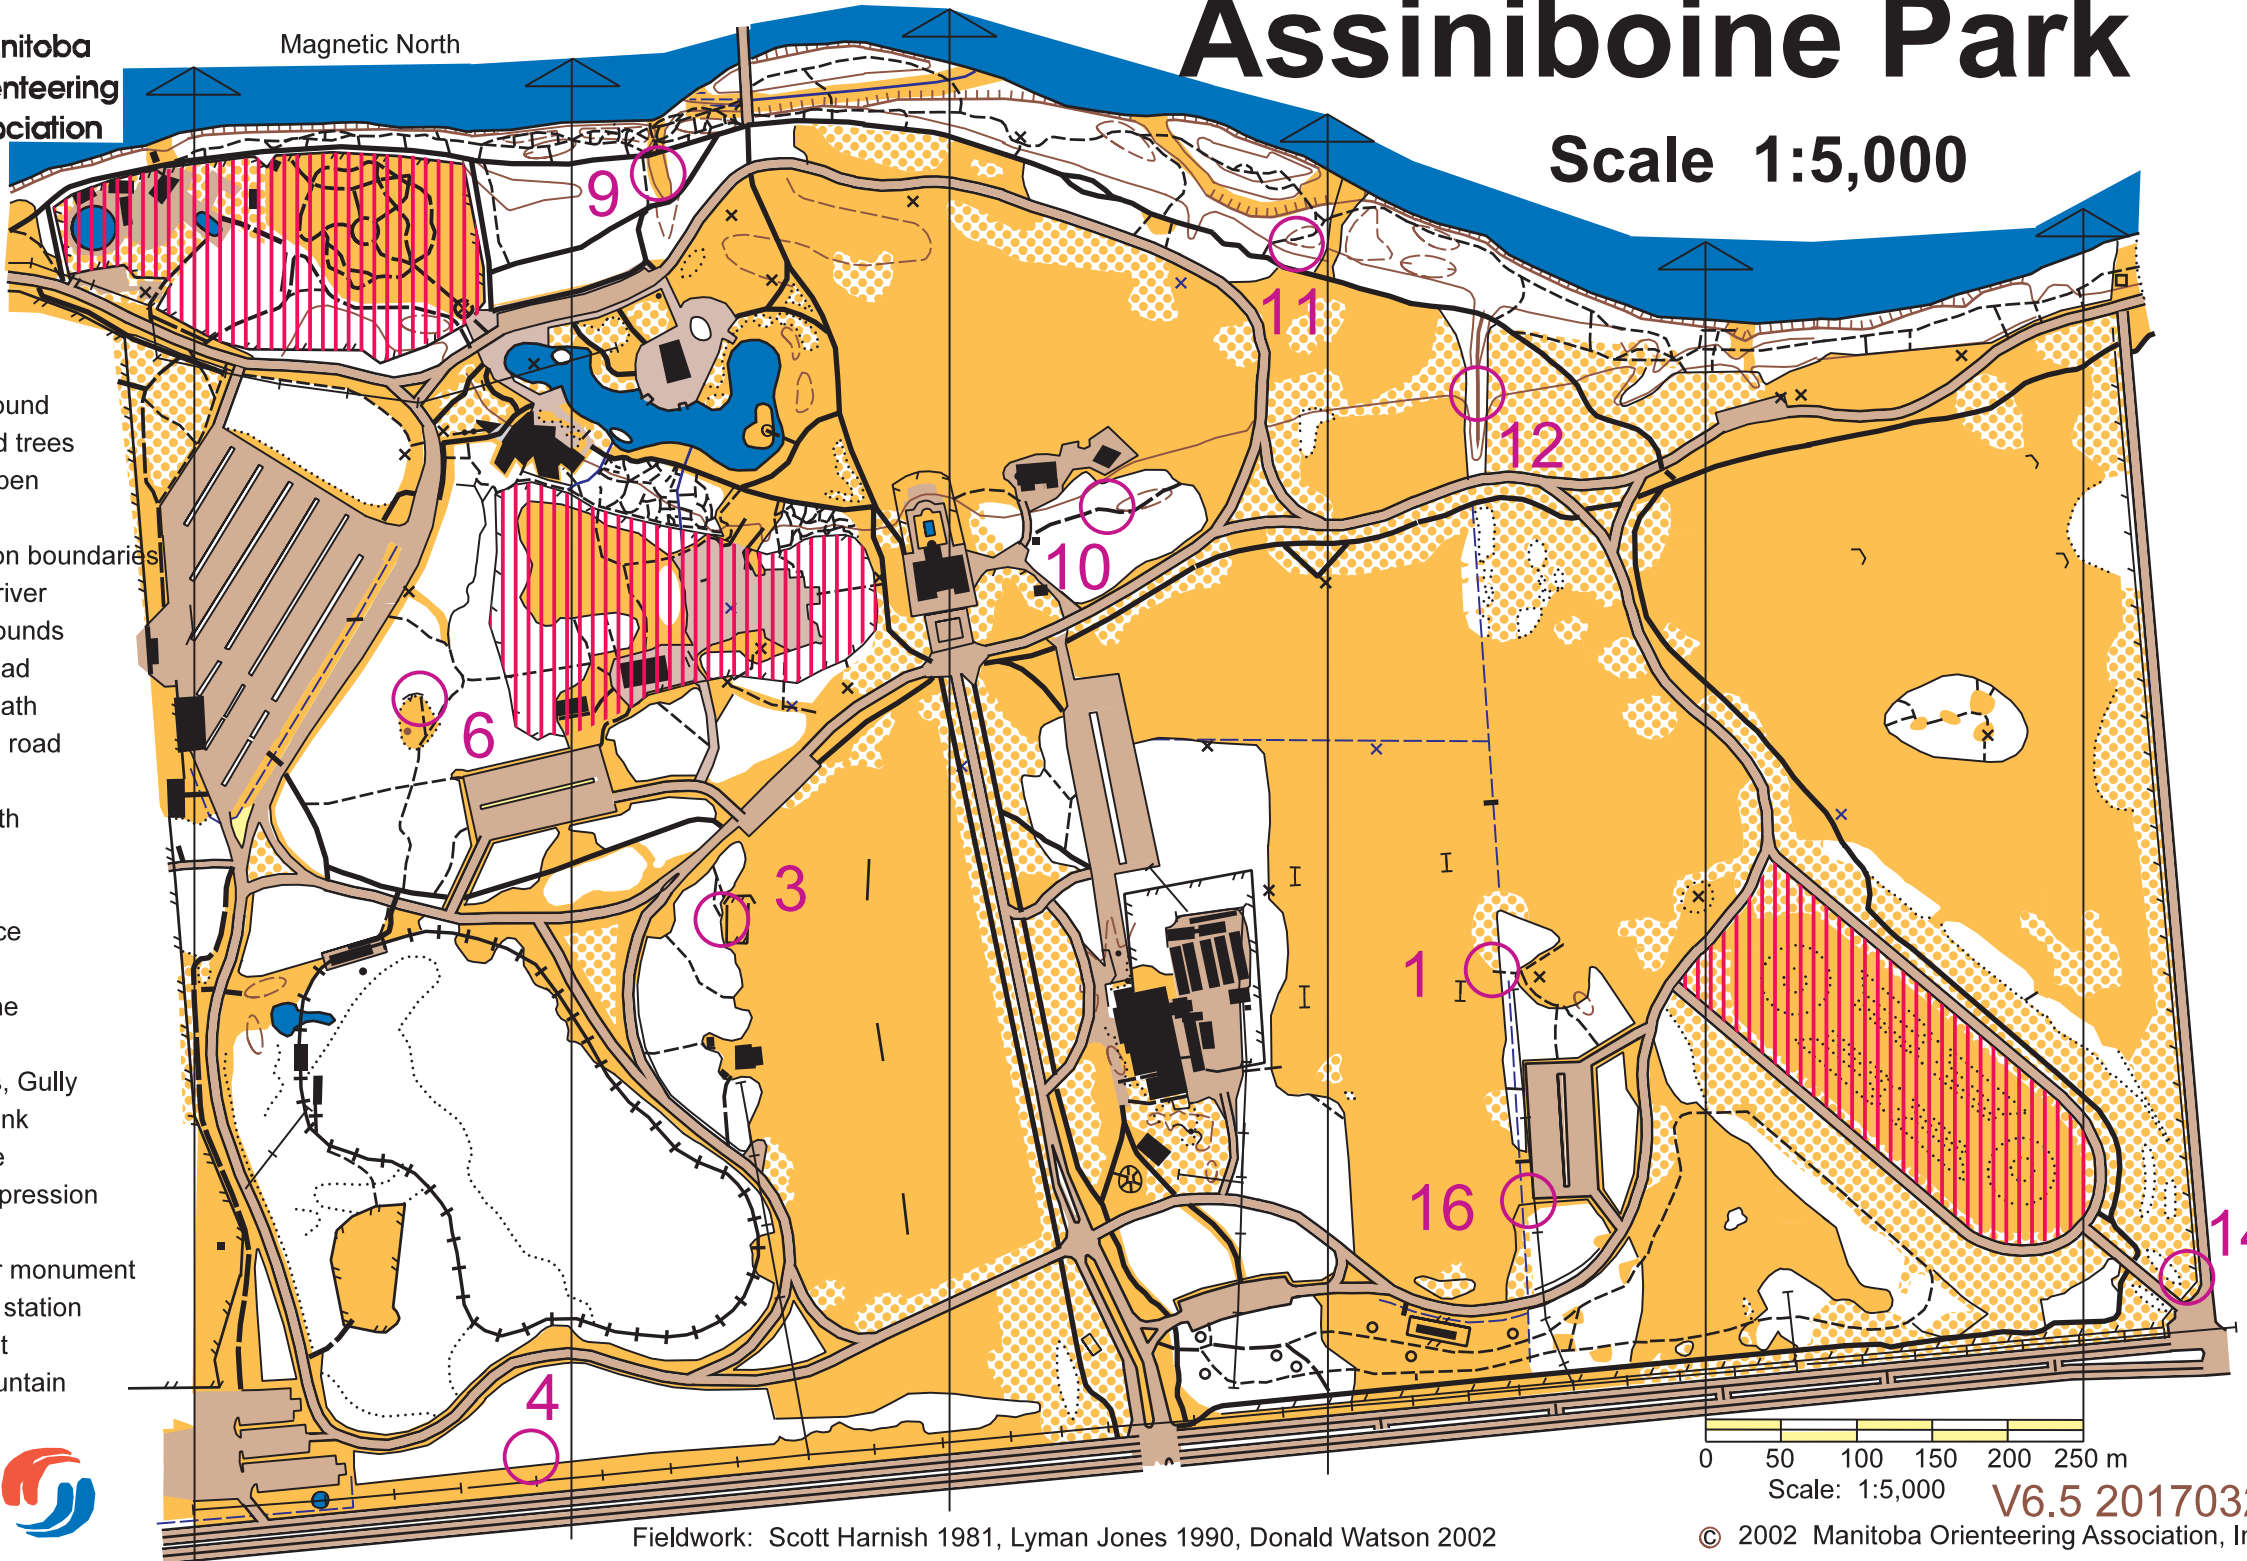 Assiniboine Park
Scale 1:5,000
Magnetic North
nitoba
enteering
ociation
ound
d trees
pen
on boundaries
river
ounds
ad
ath
road
th
ce
ne
s, Gully
nk
e
pression
r monument
station
t
untain
9
11
12
10
6
3
1
16
14
4
0 50 100 150 200 250 m
Scale: 1:5,000
V6.5 201703
Fieldwork: Scott Harnish 1981, Lyman Jones 1990, Donald Watson 2002
© 2002 Manitoba Orienteering Association, In